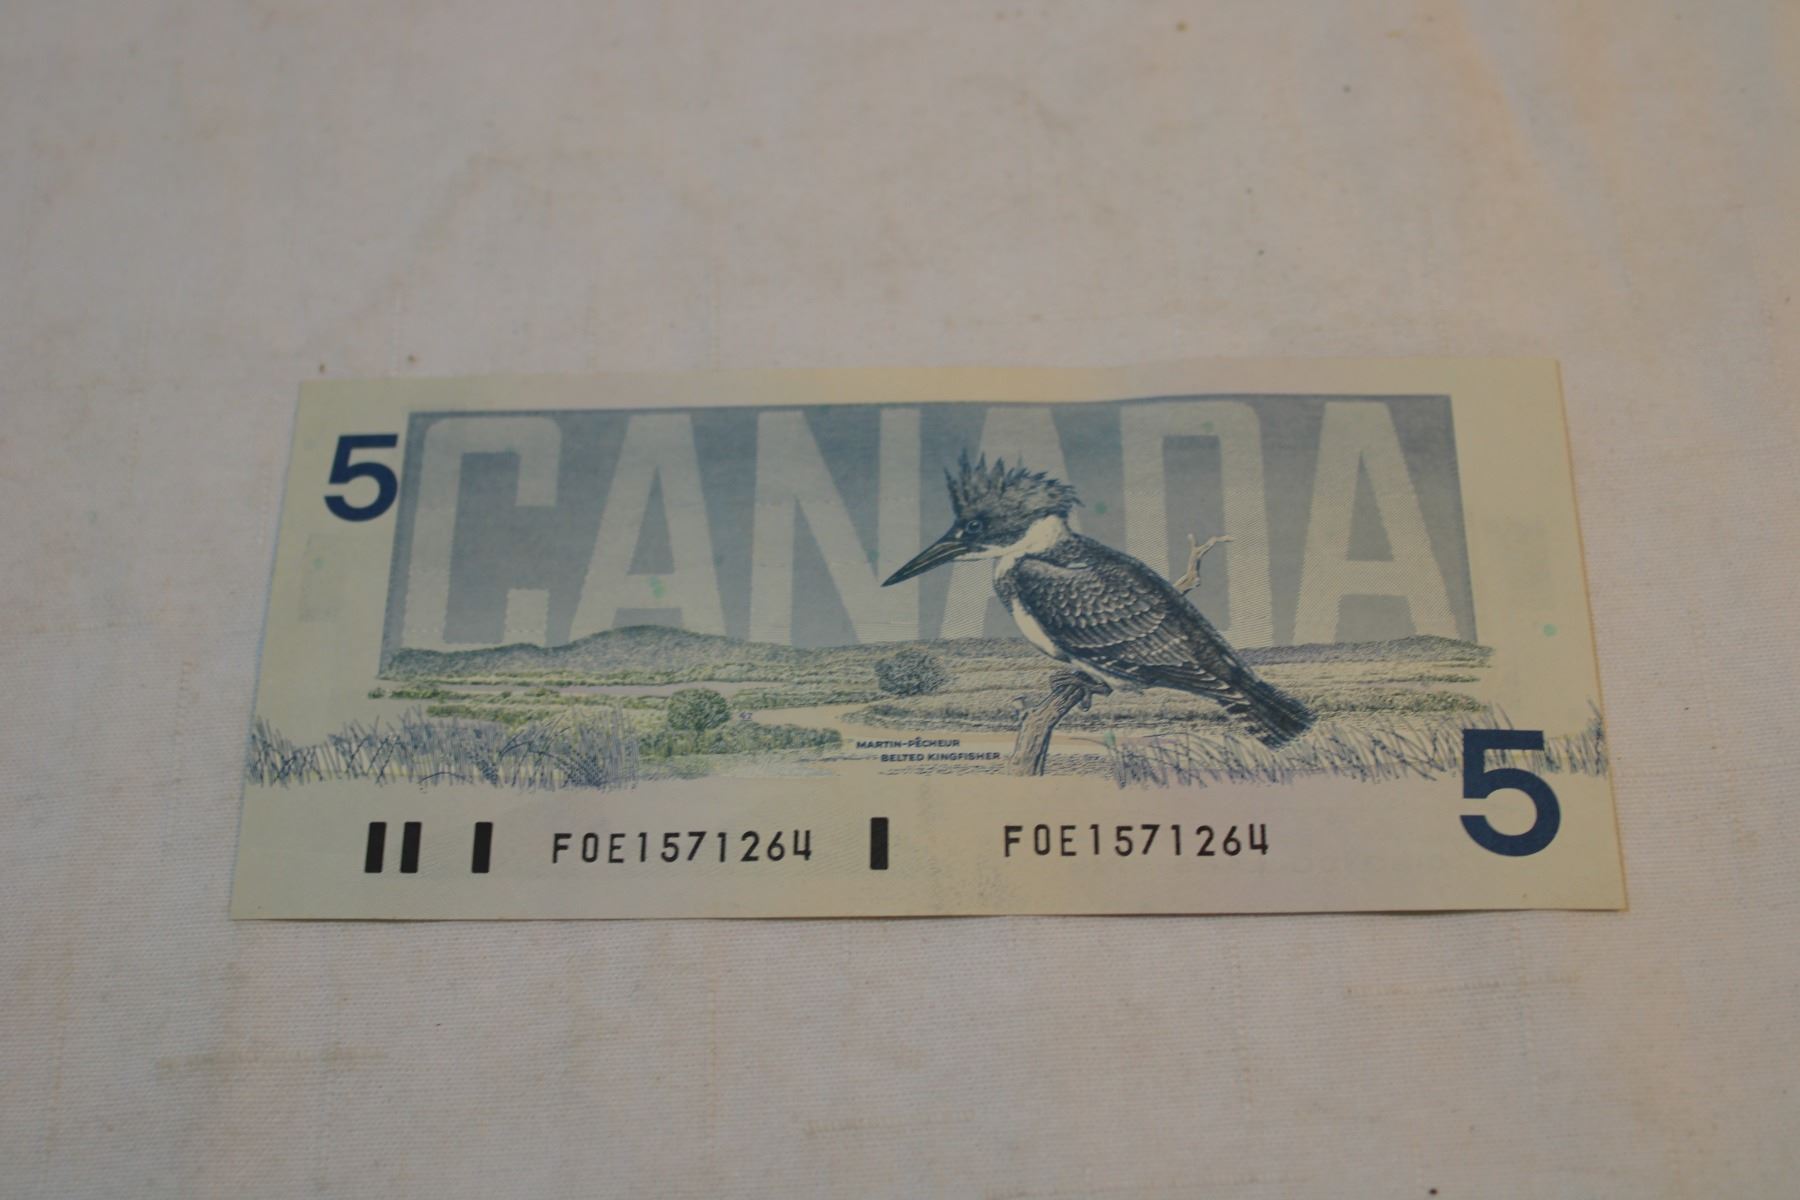 5 CANADA
MARTIN-PÊCHEUR
BELTED KINGFISHER
5
FOE1571264 FOE1571264